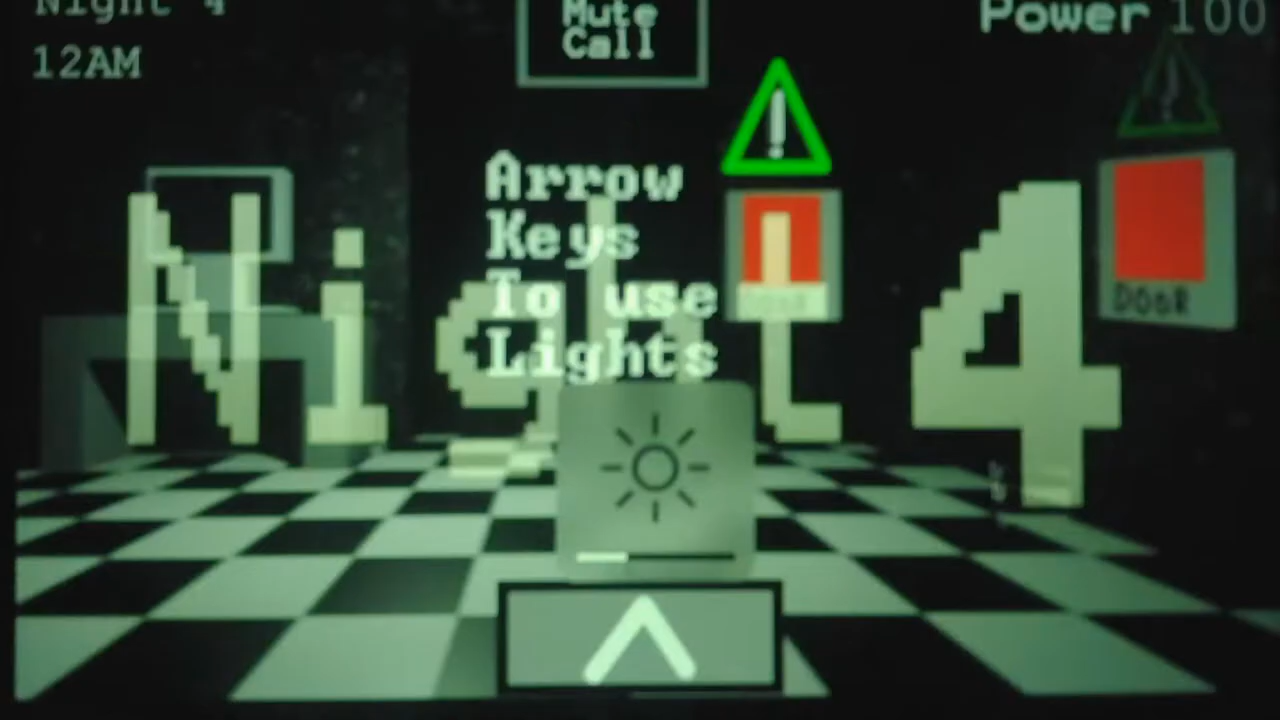 Night 4
12AM
Mute
Call
Power 100
Arrow
Keys
To use
Lights
Night 4
DOOR